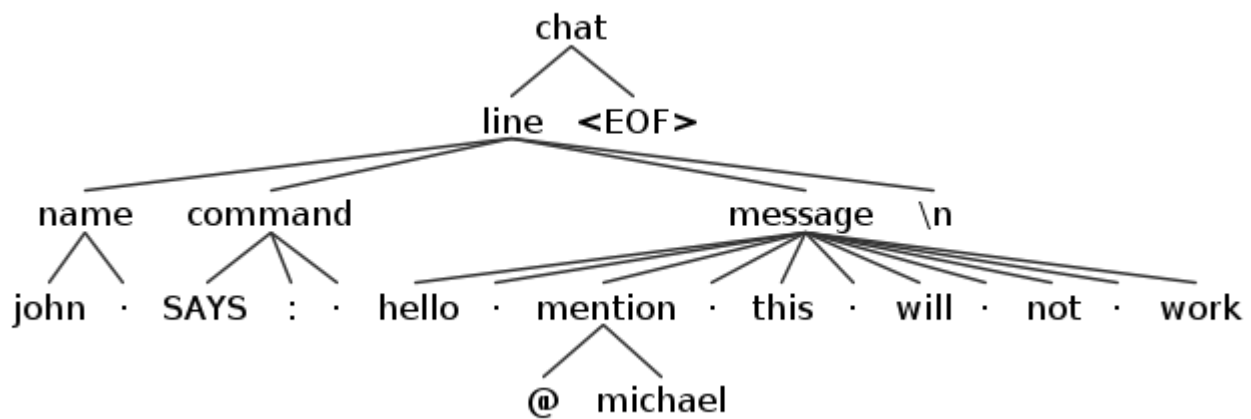 chat
line <EOF>
name command message \n
john · SAYS : · hello · mention · this · will · not · work
@ michael